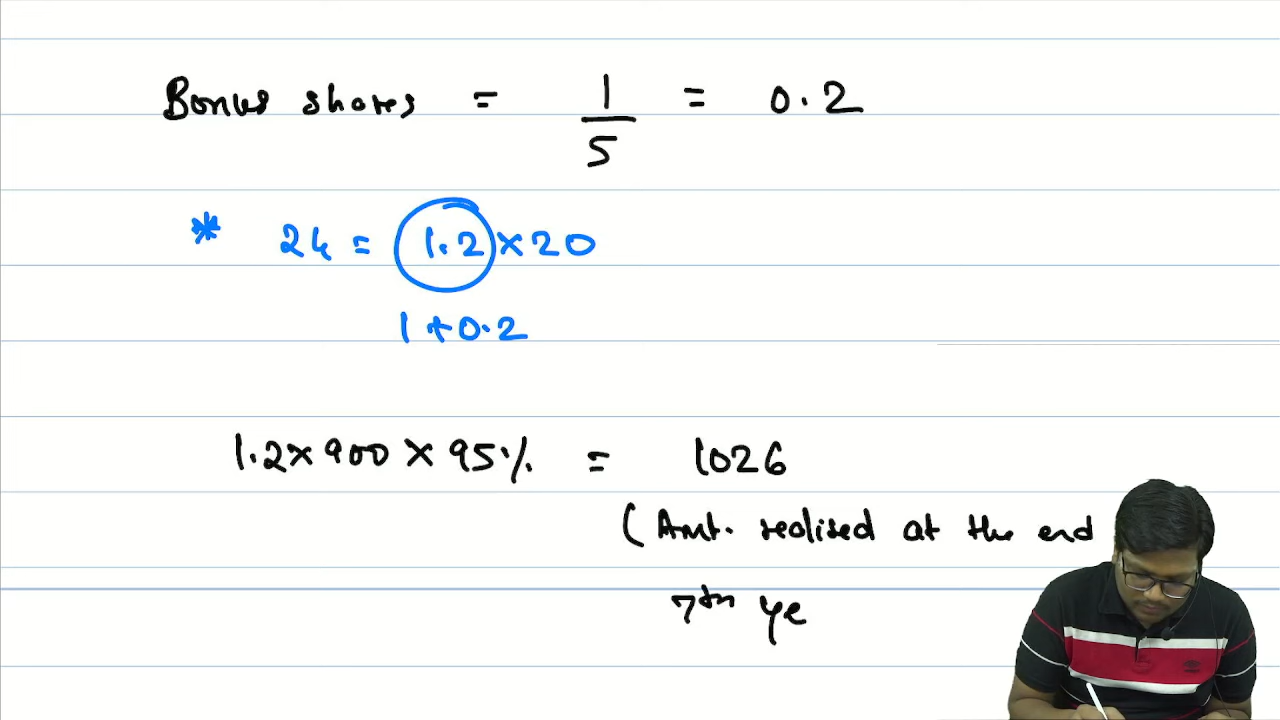 Bonus shares = 1/5 = 0.2
* 24 = 1.2 × 20
1 + 0.2
1.2 × 900 × 95% = 1026
(Amt. realised at the end
7th ye